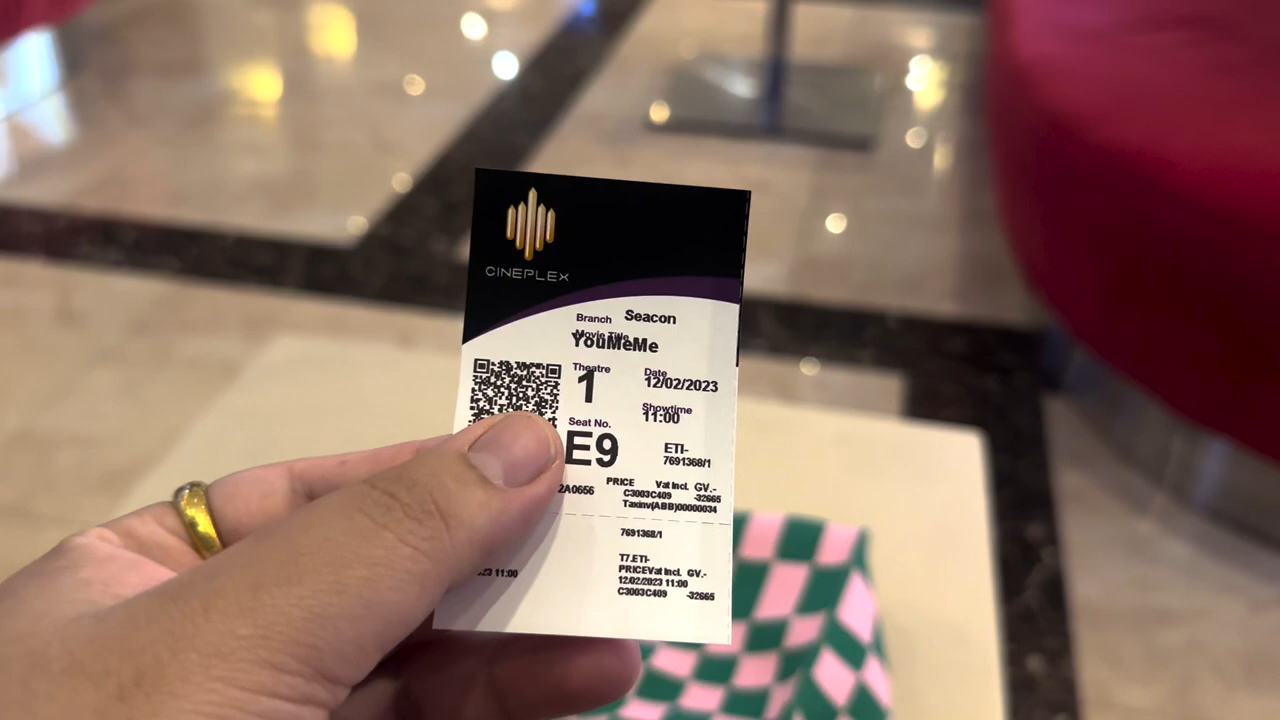 CINEPLEX
Branch Seacon
Movie Title
YouMeMe
Theatre Date
1 12/02/2023
Showtime
11:00
Seat No.
E9 ETI-
7691368/1
PRICE Vat Incl. GV.-
2A0656 C3003C409 -32665
Taxinv(ABB)00000034
7691368/1
T7.ETI-
PRICEVat Incl. GV.-
23 11:00 12/02/2023 11:00
C3003C409 -32665